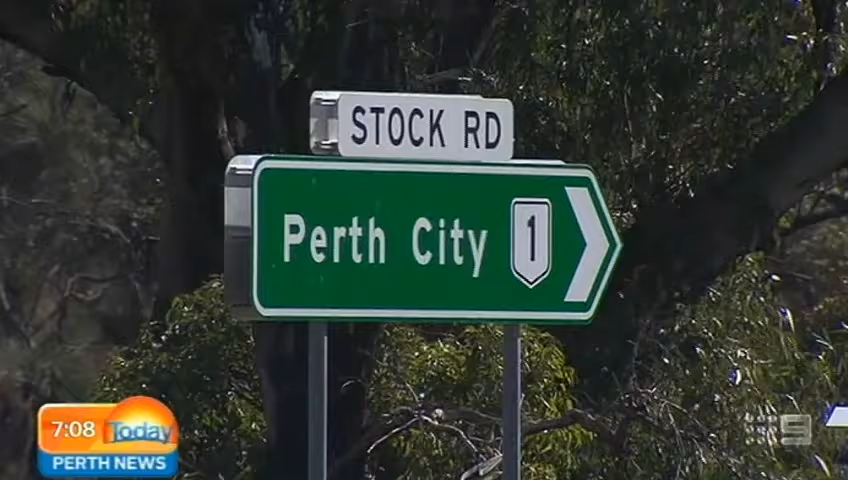 STOCK RD
Perth City 1
7:08 Today
PERTH NEWS
9